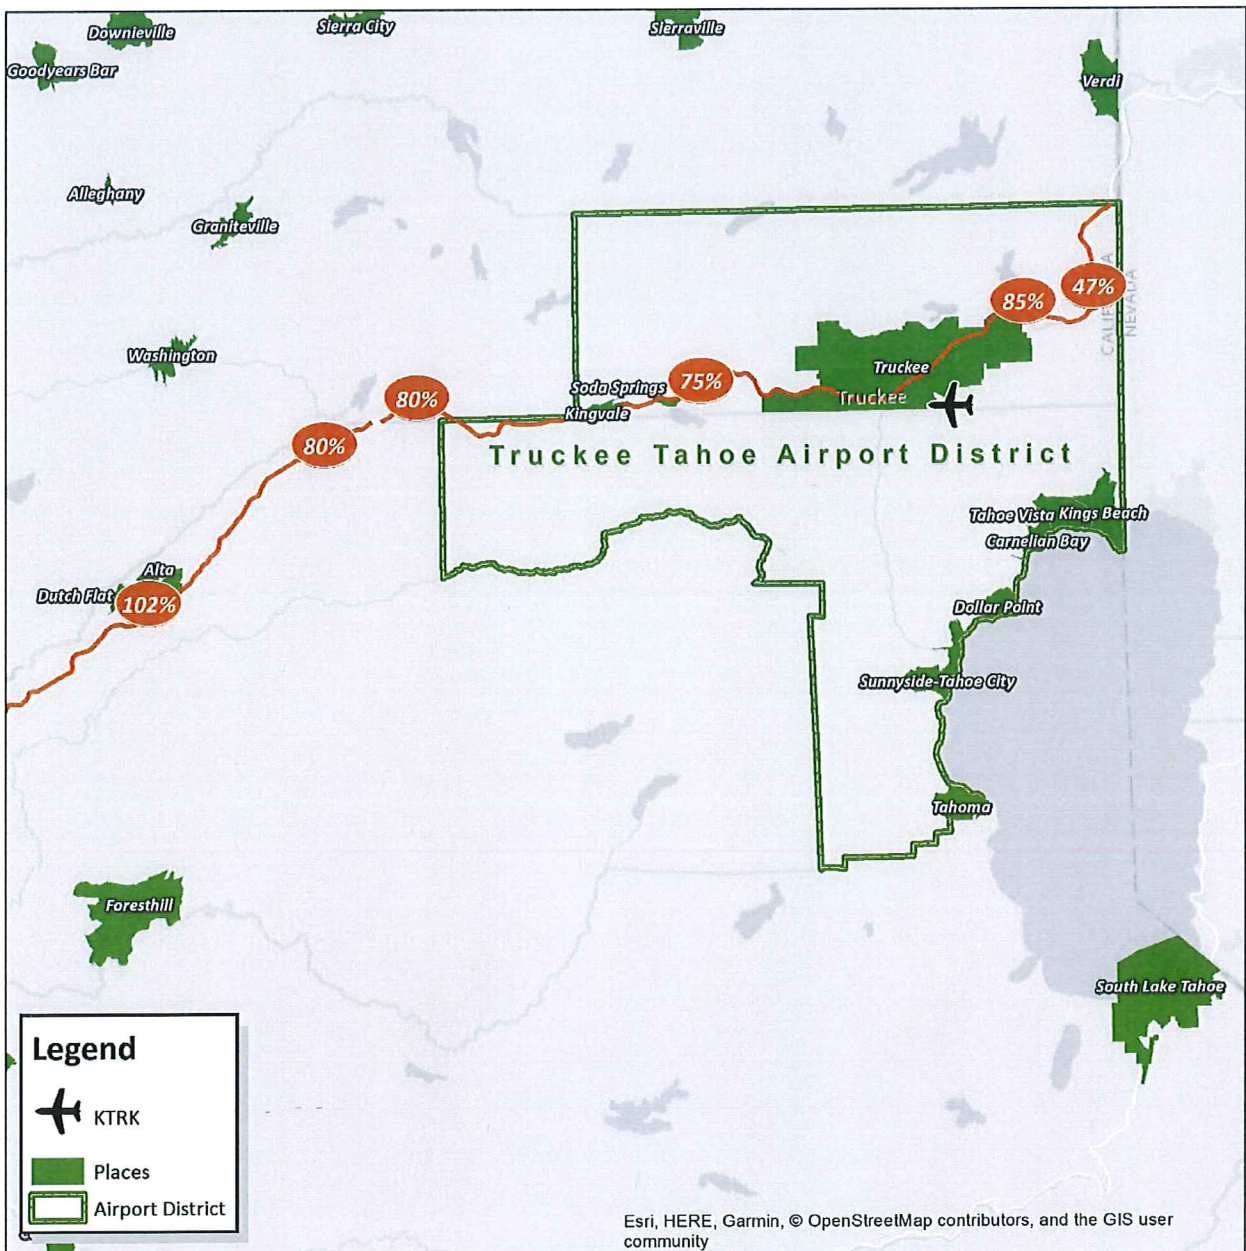 Downieville
Sierra City
Sierraville
Goodyears Bar
Verdi
Alleghany
Graniteville
CALIFORNIA
NEVADA
47%
85%
Washington
Truckee
Soda Springs
75%
Truckee
80%
Kingvale
80%
Truckee Tahoe Airport District
Tahoe Vista Kings Beach
Carnelian Bay
Alta
Dutch Flat
102%
Dollar Point
Sunnyside-Tahoe City
Tahoma
Foresthill
South Lake Tahoe
Legend
KTRK
Places
Airport District
Esri, HERE, Garmin, © OpenStreetMap contributors, and the GIS user
community